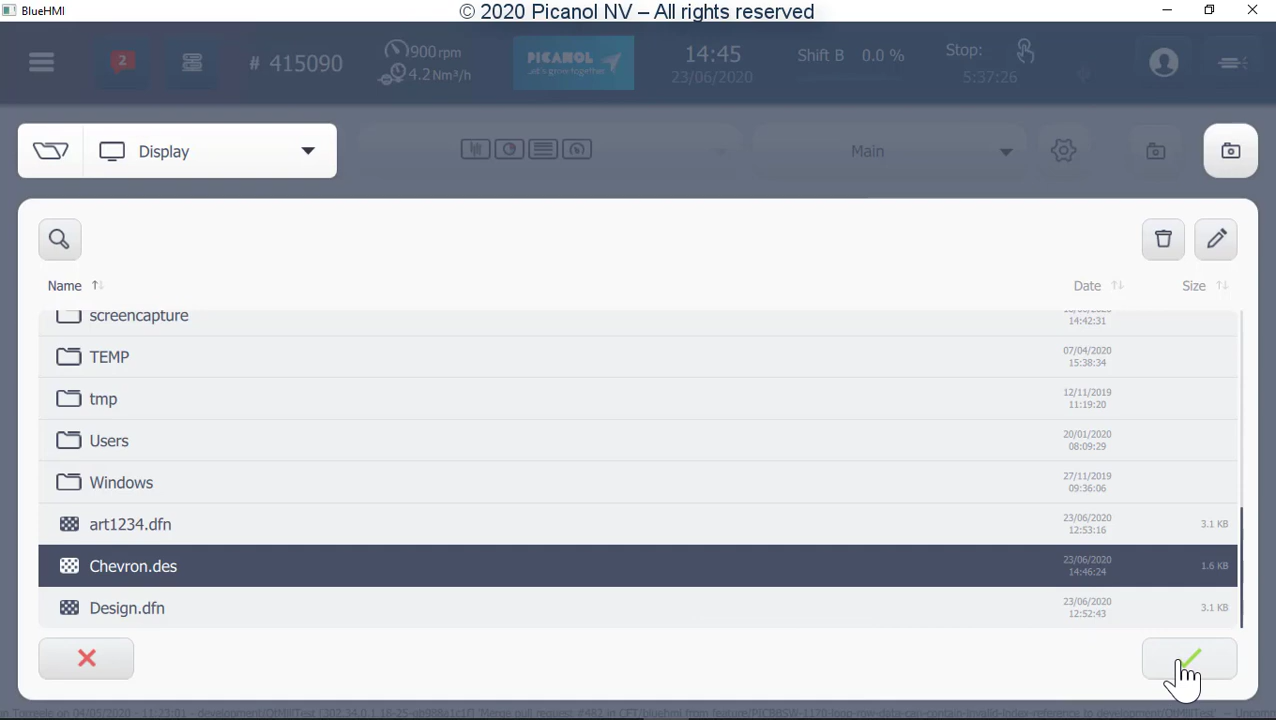 BlueHMI
© 2020 Picanol NV – All rights reserved
2
# 415090
900 rpm
4.2 Nm³/h
PICANOL
Let's grow together
14:45
23/06/2020
Shift B 0.0 %
Stop:
5:37:26
Display
Main
Name
Date
Size
screencapture
14:42:31
TEMP
07/04/2020
15:38:34
tmp
12/11/2019
11:19:20
Users
20/01/2020
08:09:29
Windows
27/11/2019
09:36:06
art1234.dfn
23/06/2020
12:53:16
3.1 KB
Chevron.des
23/06/2020
14:46:24
1.6 KB
Design.dfn
23/06/2020
12:52:43
3.1 KB